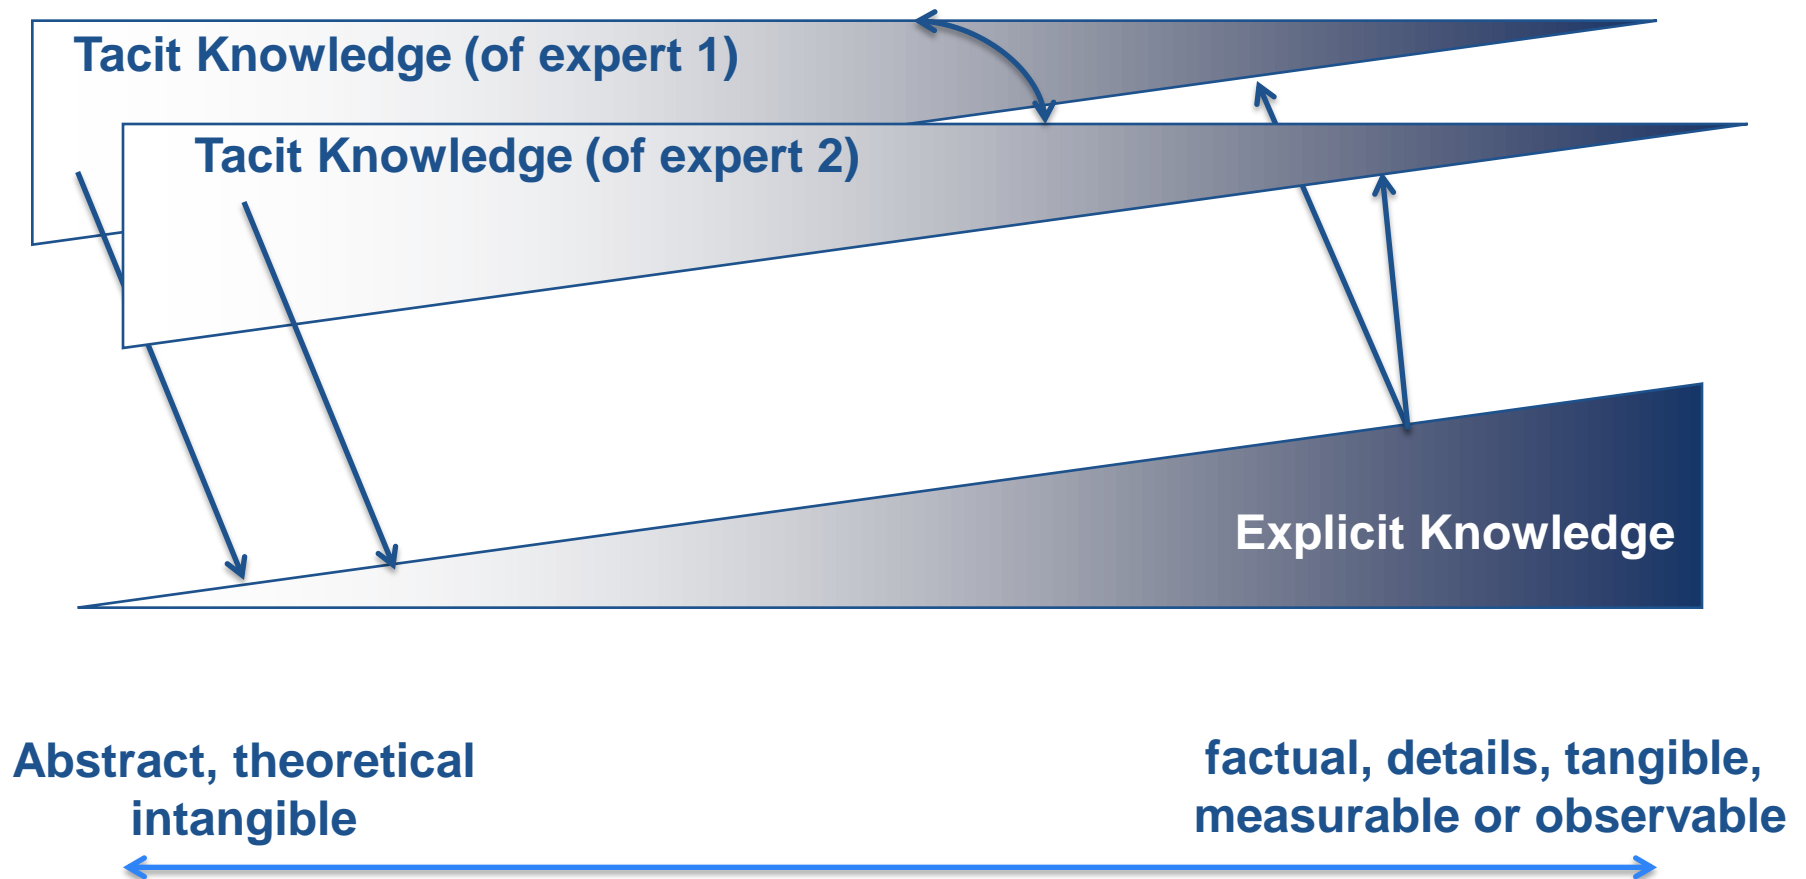 Tacit Knowledge (of expert 1)
Tacit Knowledge (of expert 2)
Explicit Knowledge
Abstract, theoretical
intangible
factual, details, tangible,
measurable or observable